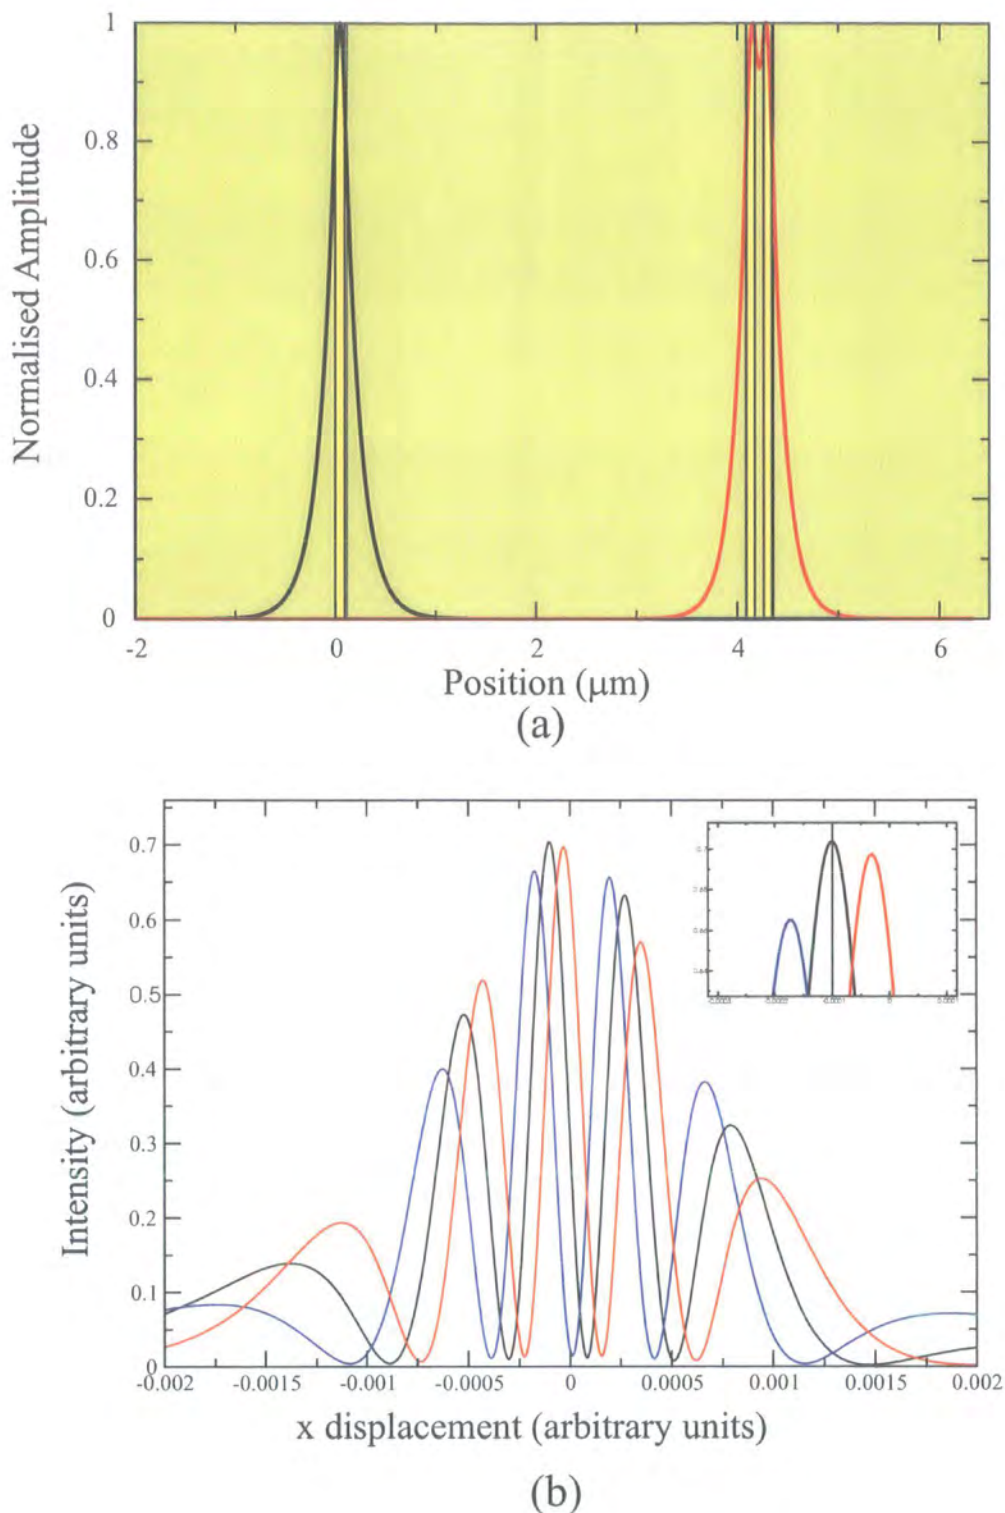 1
0.8
0.6
0.4
0.2
0
Normalised Amplitude
-2 0 2 4 6
Position (μm)
(a)
0.7
0.6
0.5
0.4
0.3
0.2
0.1
0
Intensity (arbitrary units)
-0.002 -0.0015 -0.001 -0.0005 0 0.0005 0.001 0.0015 0.002
x displacement (arbitrary units)
(b)